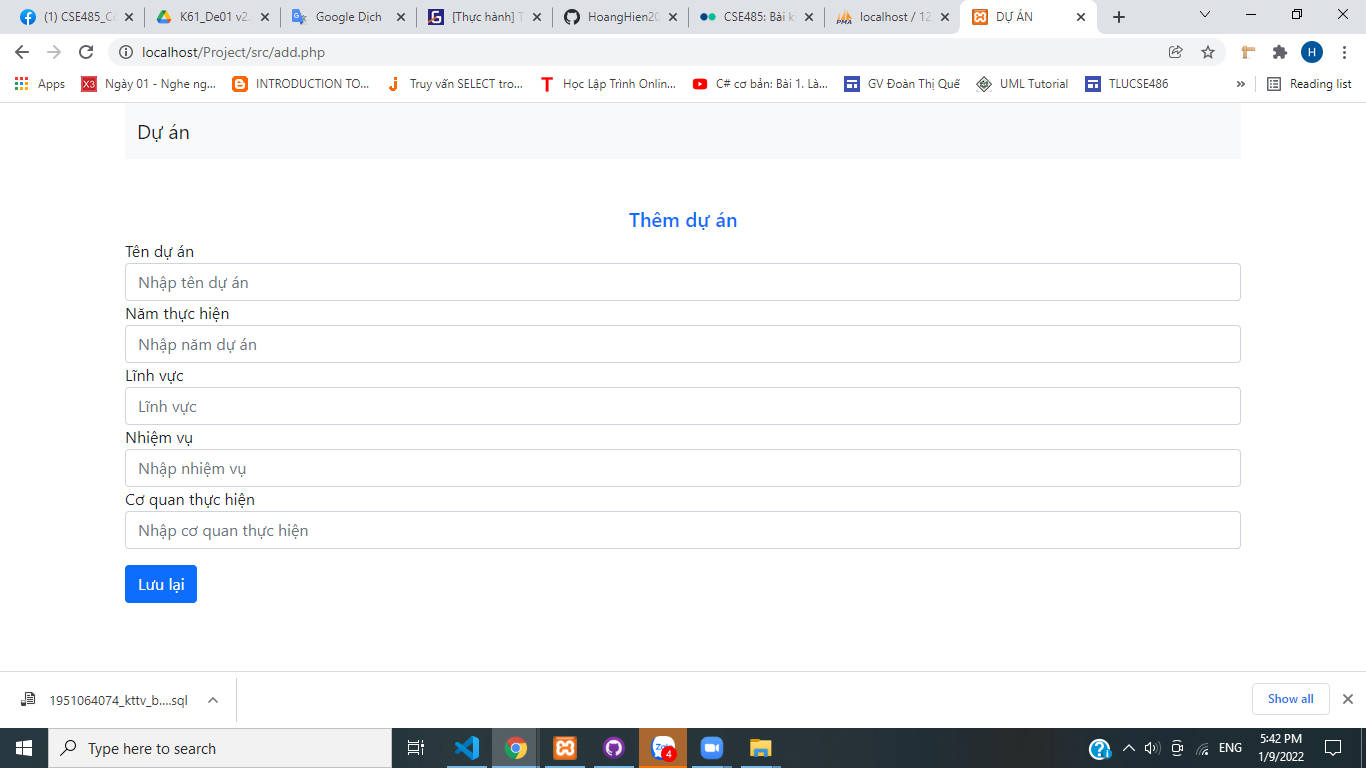 (1) CSE485_C
K61_De01 v2.
Google Dịch
[Thực hành] T
HoangHien20
CSE485: Bài k
localhost / 12
DỰ ÁN
localhost/Project/src/add.php
H
Apps
Ngày 01 - Nghe ng...
INTRODUCTION TO...
Truy vấn SELECT tro...
Học Lập Trình Onlin...
C# cơ bản: Bài 1. Là...
GV Đoàn Thị Quế
UML Tutorial
TLUCSE486
Reading list
Dự án
Thêm dự án
Tên dự án
Nhập tên dự án
Năm thực hiện
Nhập năm dự án
Lĩnh vực
Lĩnh vực
Nhiệm vụ
Nhập nhiệm vụ
Cơ quan thực hiện
Nhập cơ quan thực hiện
Lưu lại
1951064074_kttv_b....sql
Show all
Type here to search
4
ENG
5:42 PM
1/9/2022